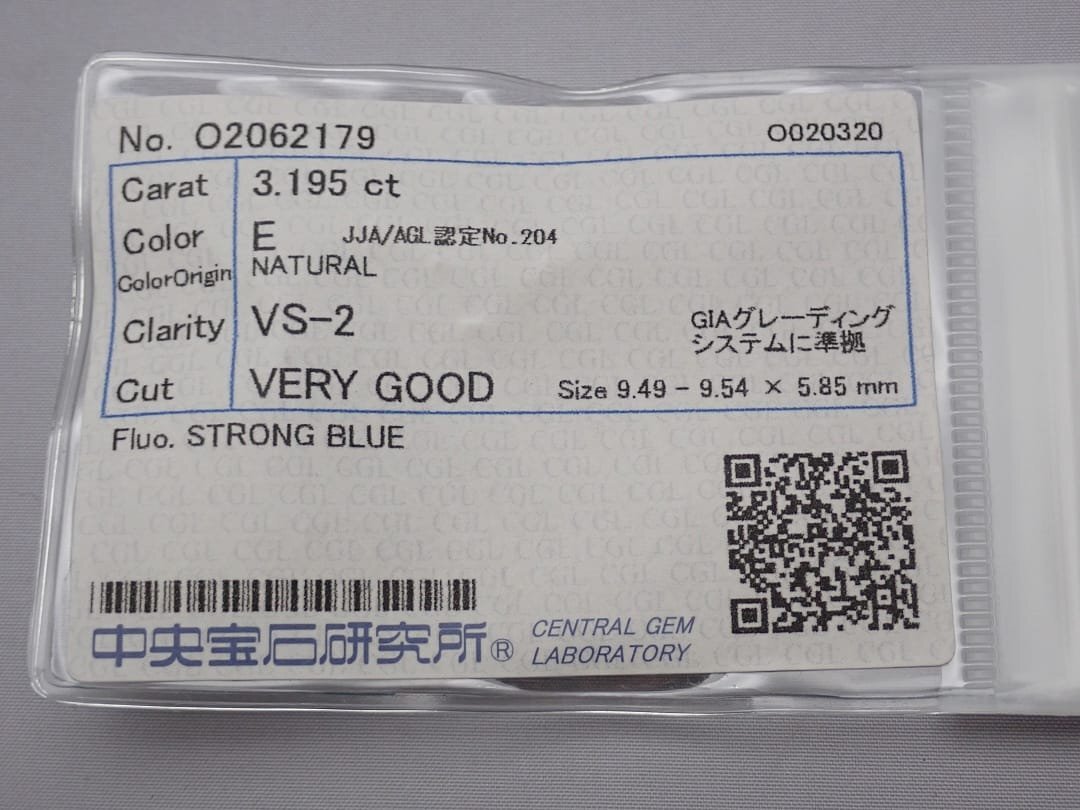 No. O2062179
O020320
Carat 3.195 ct
Color E JJA/AGL認定No.204
ColorOrigin NATURAL
Clarity VS-2
GIAグレーディング
システムに準拠
Cut VERY GOOD Size 9.49 - 9.54 × 5.85 mm
Fluo. STRONG BLUE
中央宝石研究所®
CENTRAL GEM
LABORATORY